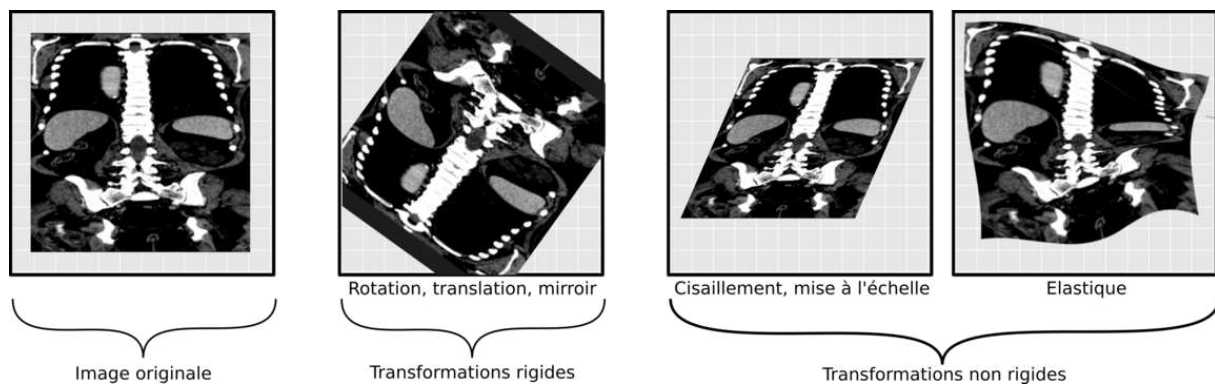 Rotation, translation, mirroir
Cisaillement, mise à l'échelle
Elastique
Image originale
Transformations rigides
Transformations non rigides